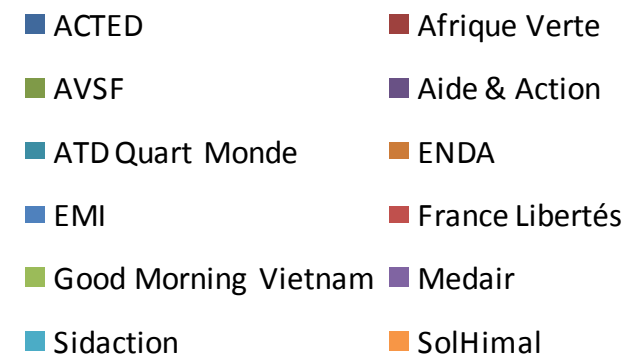 ACTED Afrique Verte
AVSF Aide & Action
ATD Quart Monde ENDA
EMI France Libertés
Good Morning Vietnam Medair
Sidaction SolHimal